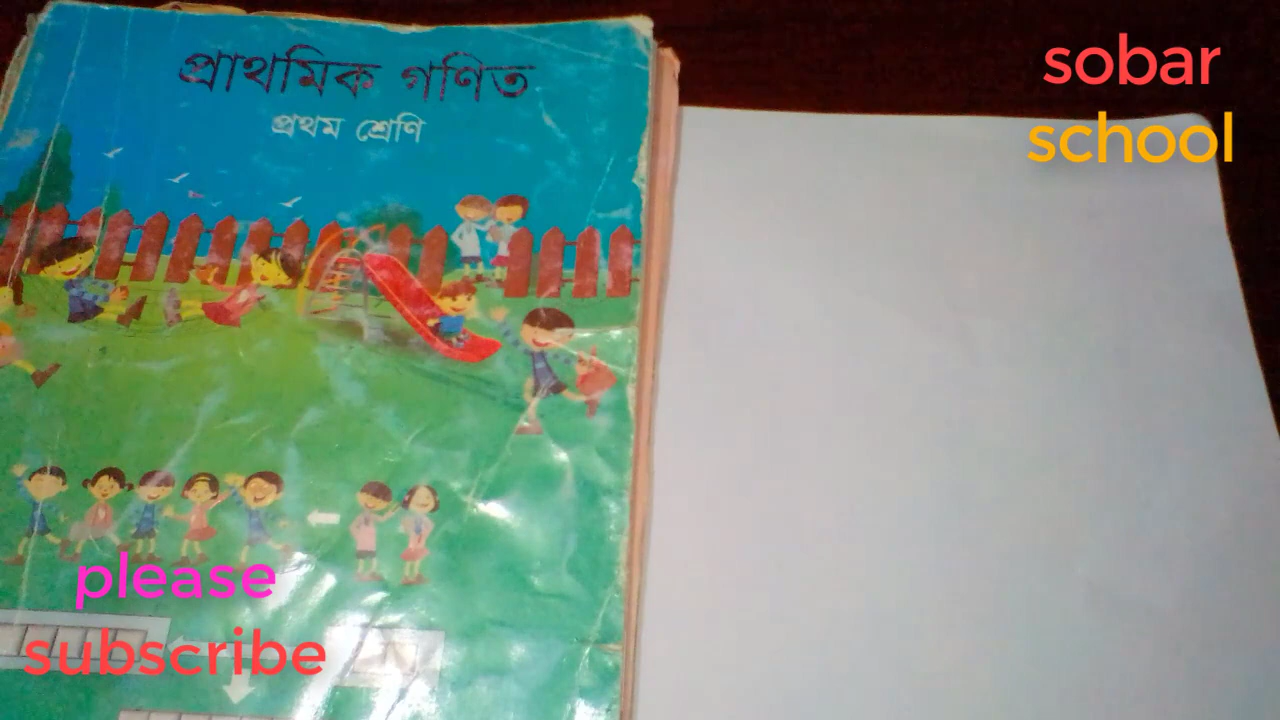 প্রাথমিক গণিত
প্রথম শ্রেণি
sobar
school
please
subscribe